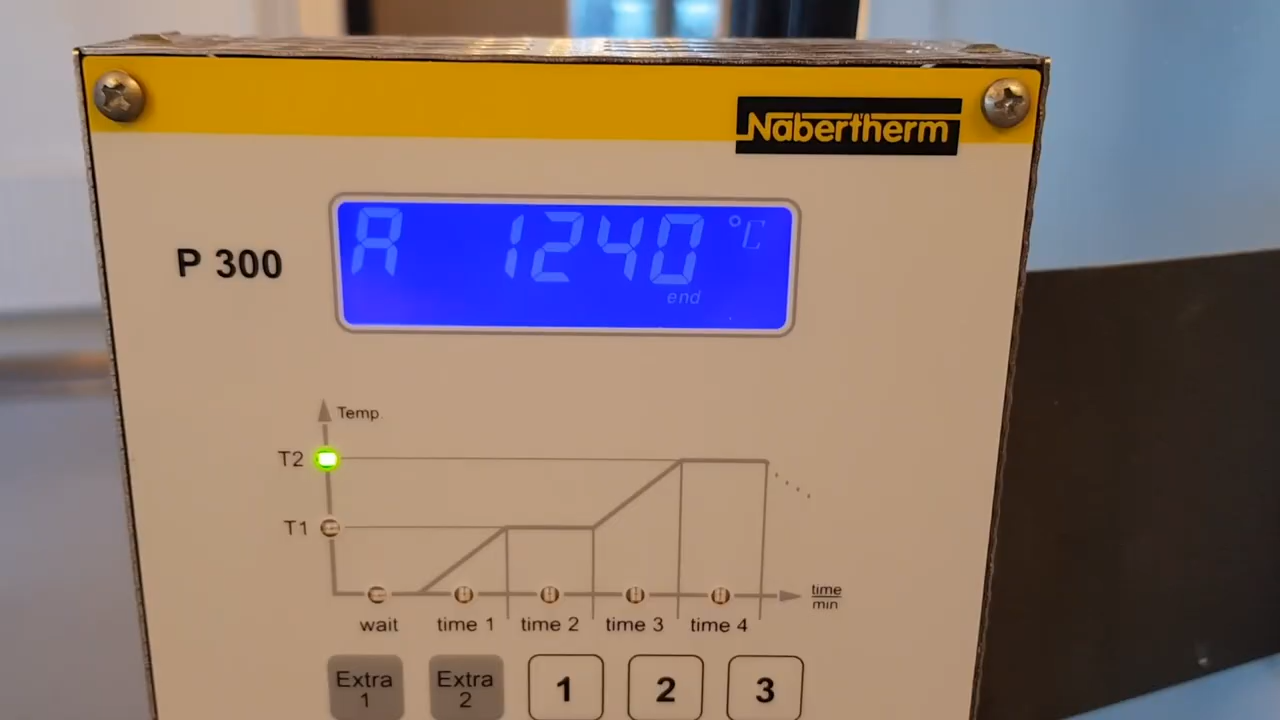 Nabertherm
P 300
A 1240 °C
end
Temp.
T2
T1
time
min
wait time 1 time 2 time 3 time 4
Extra 1
Extra 2
1
2
3